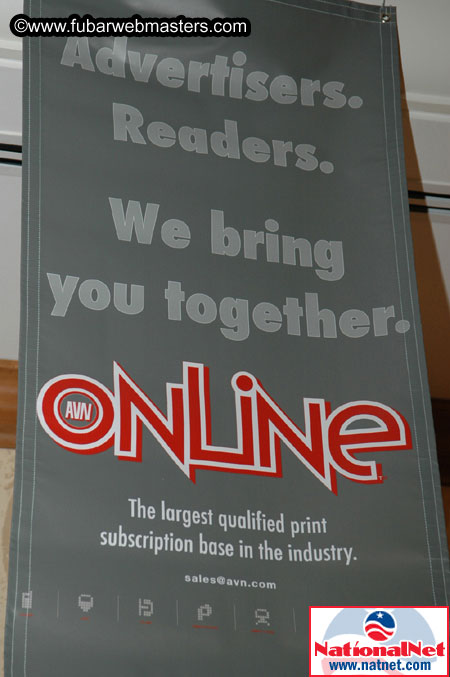 ©www.fubarwebmasters.com
Advertisers.
Readers.
We bring
you together.
AVN
ONLINE
The largest qualified print
subscription base in the industry.
sales@avn.com
NationalNet
www.natnet.com